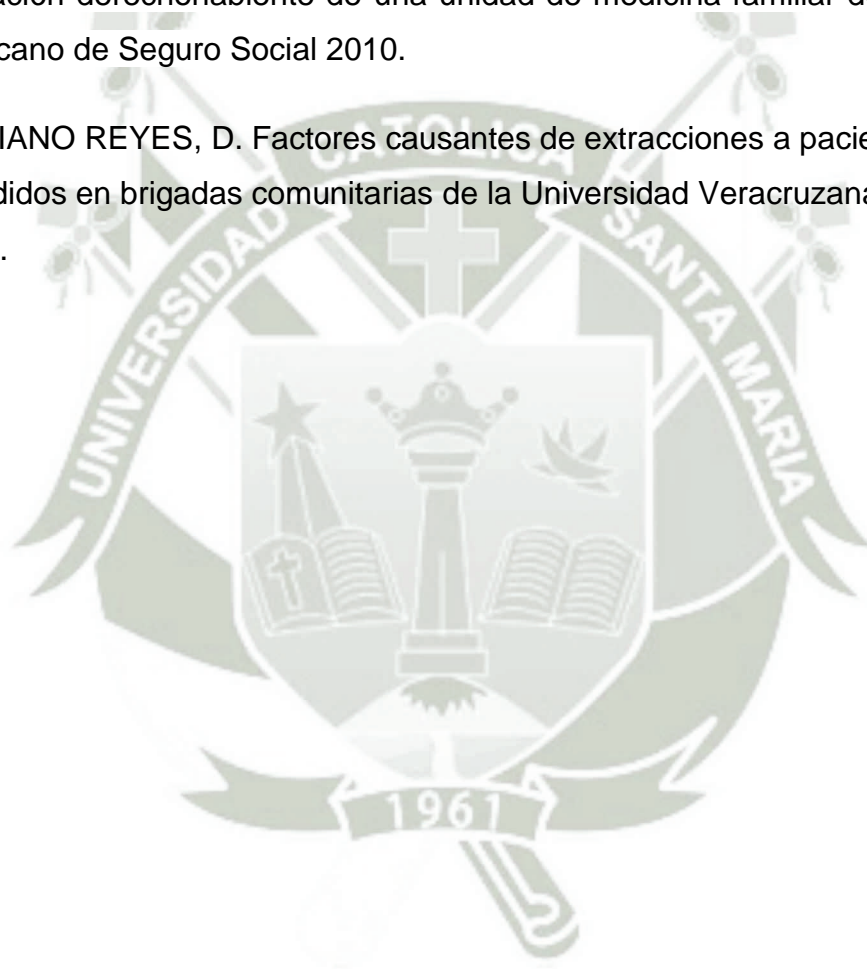 ación derechohabiente de una unidad de medicina familiar d
cano de Seguro Social 2010.
IANO REYES, D. Factores causantes de extracciones a pacie
didos en brigadas comunitarias de la Universidad Veracruzana
.
UNIVERSIDAD CATOLICA SANTA MARIA
1961